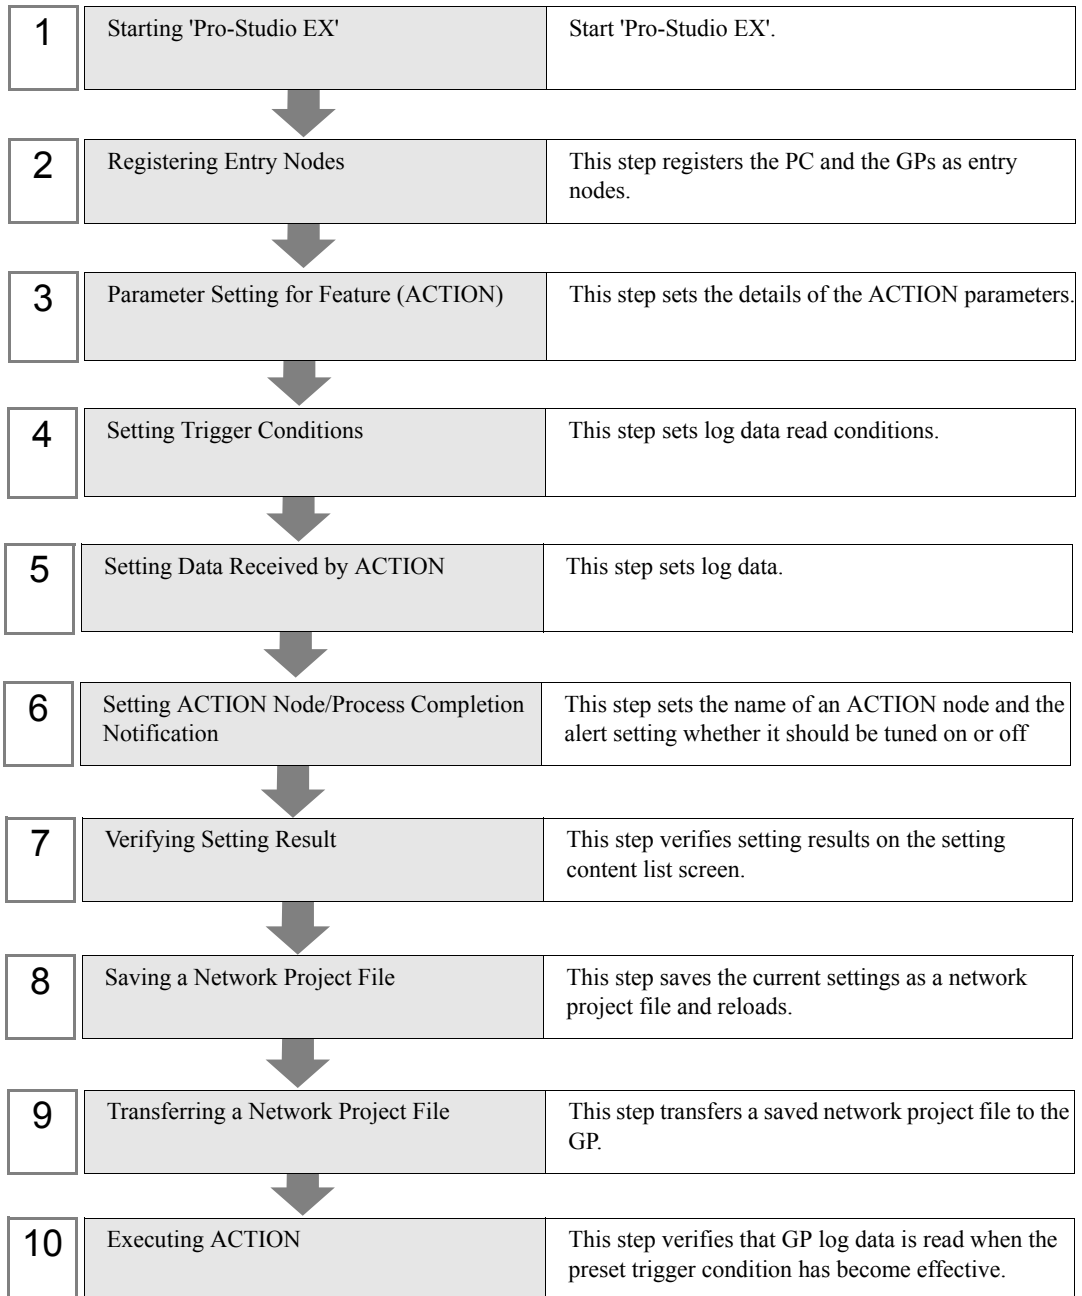 1
Starting 'Pro-Studio EX'
Start 'Pro-Studio EX'.
2
Registering Entry Nodes
This step registers the PC and the GPs as entry
nodes.
3
Parameter Setting for Feature (ACTION)
This step sets the details of the ACTION parameters.
4
Setting Trigger Conditions
This step sets log data read conditions.
5
Setting Data Received by ACTION
This step sets log data.
6
Setting ACTION Node/Process Completion
Notification
This step sets the name of an ACTION node and the
alert setting whether it should be tuned on or off
7
Verifying Setting Result
This step verifies setting results on the setting
content list screen.
8
Saving a Network Project File
This step saves the current settings as a network
project file and reloads.
9
Transferring a Network Project File
This step transfers a saved network project file to the
GP.
10
Executing ACTION
This step verifies that GP log data is read when the
preset trigger condition has become effective.